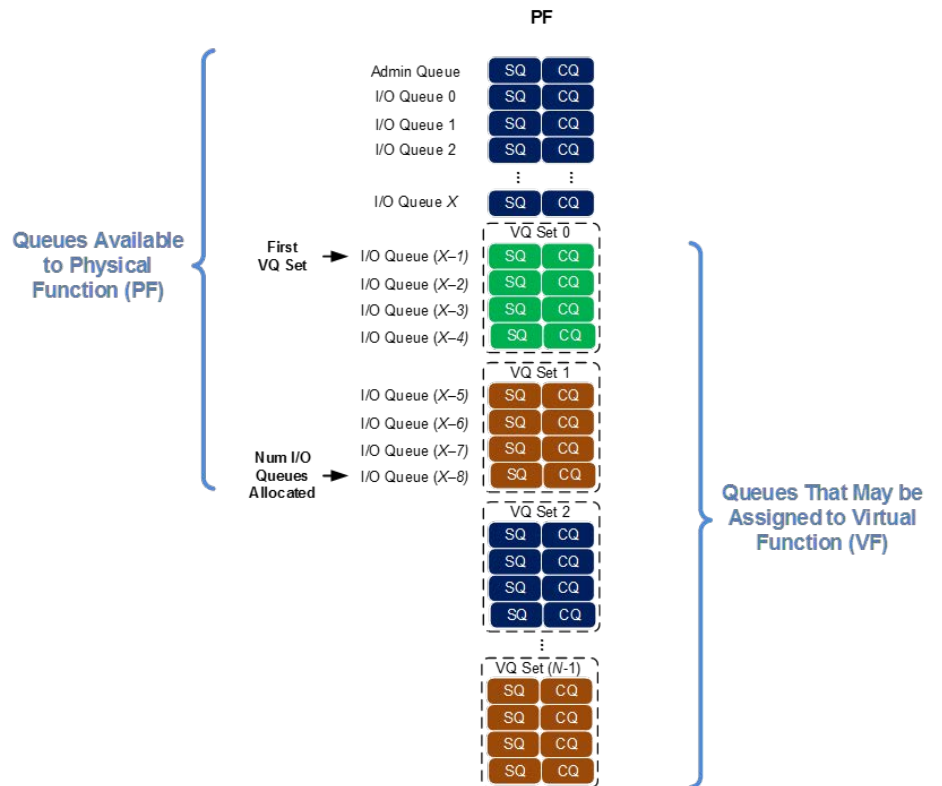 PF
Admin Queue SQ CQ
I/O Queue 0 SQ CQ
I/O Queue 1 SQ CQ
I/O Queue 2 SQ CQ
⋮ ⋮
I/O Queue X SQ CQ
Queues Available
to Physical
Function (PF)
First
VQ Set
VQ Set 0
I/O Queue (X–1) SQ CQ
I/O Queue (X–2) SQ CQ
I/O Queue (X–3) SQ CQ
I/O Queue (X–4) SQ CQ
VQ Set 1
I/O Queue (X–5) SQ CQ
I/O Queue (X–6) SQ CQ
I/O Queue (X–7) SQ CQ
I/O Queue (X–8) SQ CQ
Num I/O
Queues
Allocated
VQ Set 2
SQ CQ
SQ CQ
SQ CQ
SQ CQ
⋮
VQ Set (N-1)
SQ CQ
SQ CQ
SQ CQ
SQ CQ
Queues That May be
Assigned to Virtual
Function (VF)